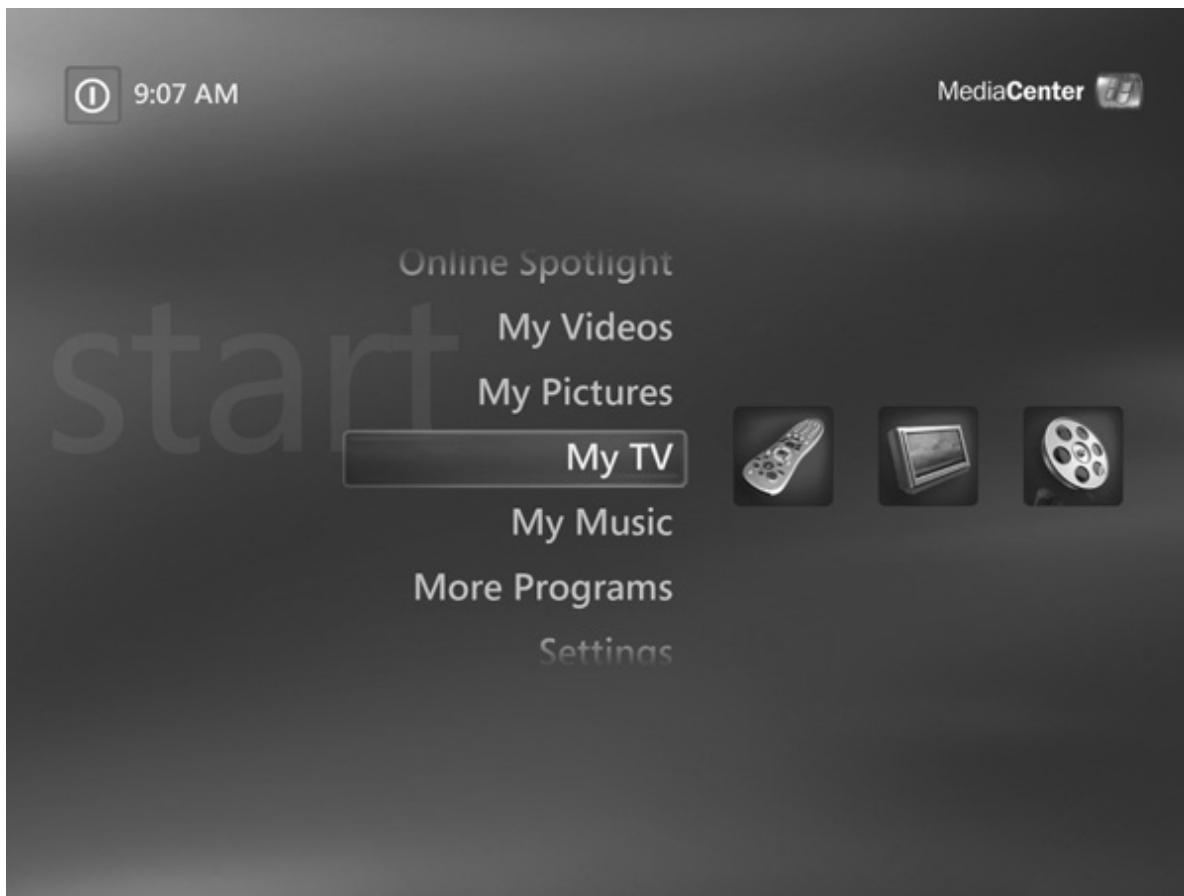 9:07 AM
MediaCenter
start
Online Spotlight
My Videos
My Pictures
My TV
My Music
More Programs
Settings